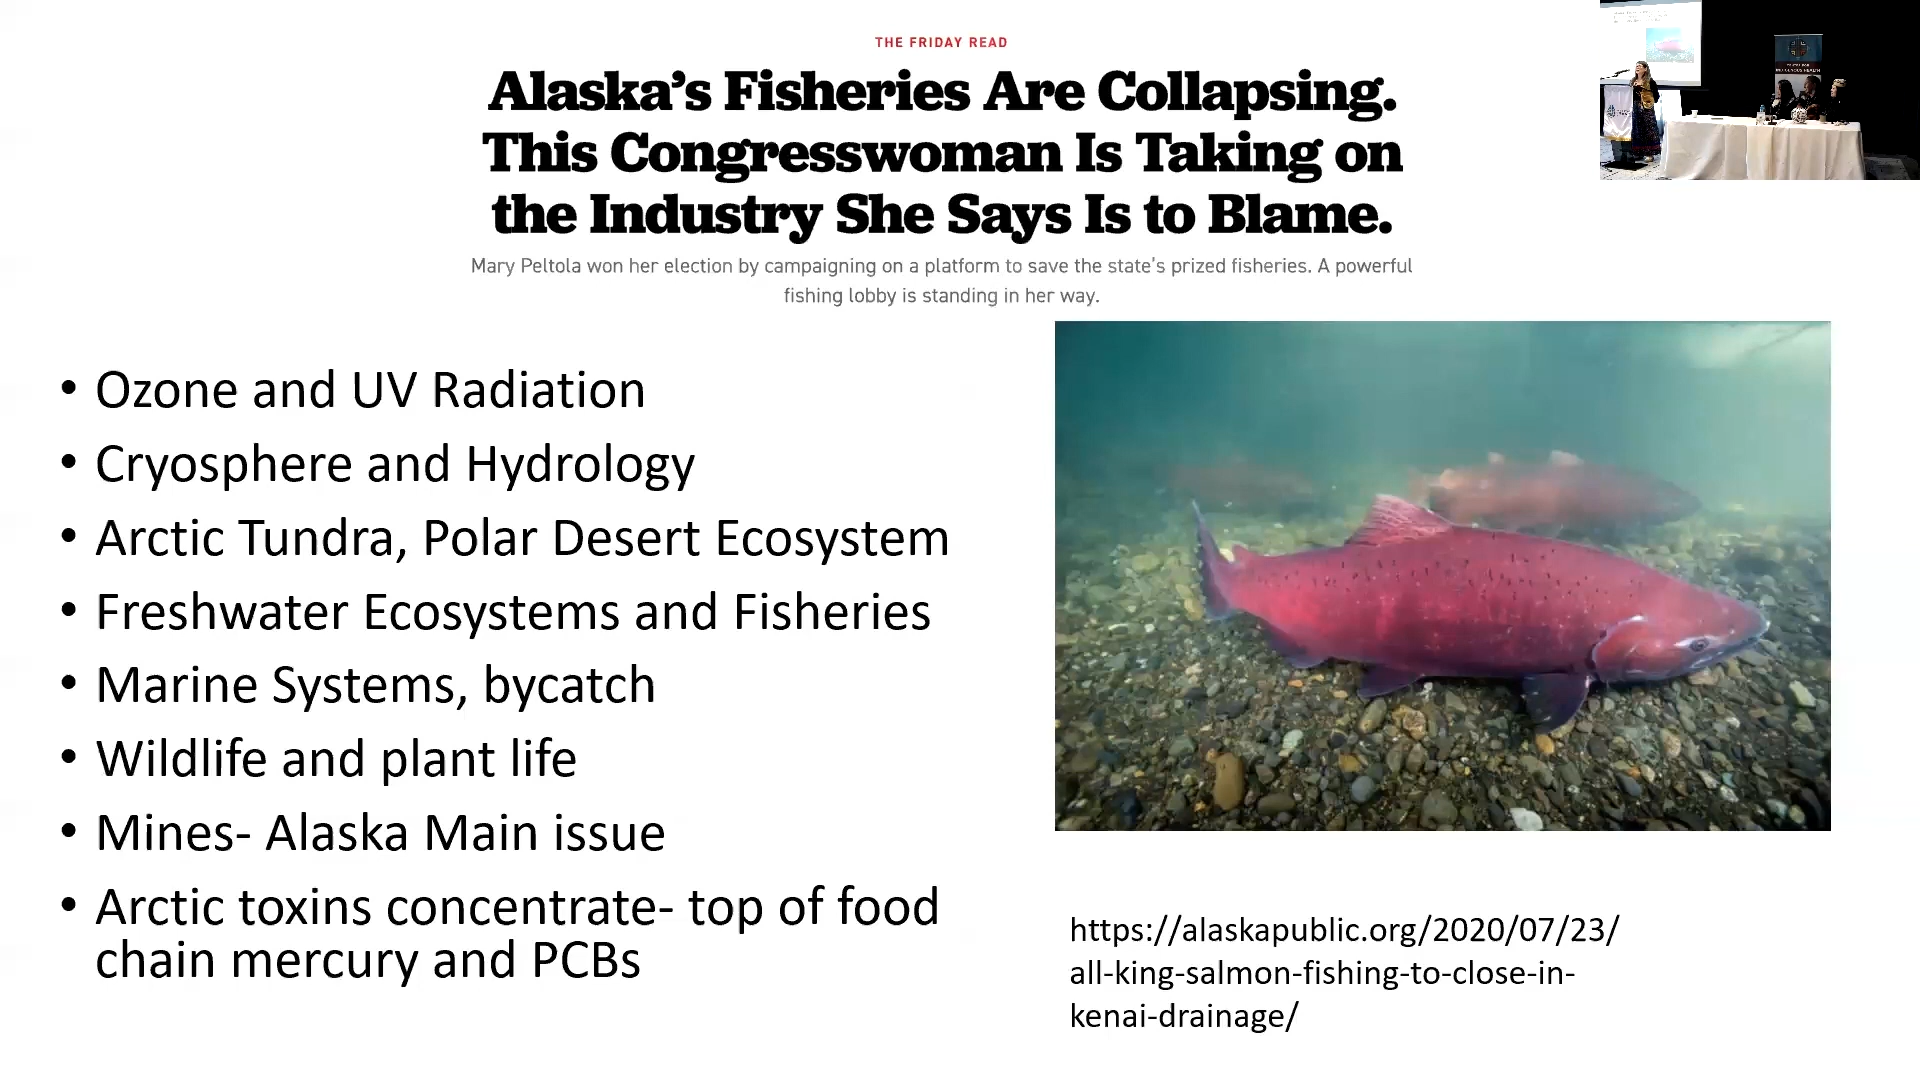 THE FRIDAY READ
Alaska’s Fisheries Are Collapsing.
This Congresswoman Is Taking on
the Industry She Says Is to Blame.
Mary Peltola won her election by campaigning on a platform to save the state’s prized fisheries. A powerful
fishing lobby is standing in her way.
• Ozone and UV Radiation
• Cryosphere and Hydrology
• Arctic Tundra, Polar Desert Ecosystem
• Freshwater Ecosystems and Fisheries
• Marine Systems, bycatch
• Wildlife and plant life
• Mines- Alaska Main issue
• Arctic toxins concentrate- top of food
chain mercury and PCBs
https://alaskapublic.org/2020/07/23/
all-king-salmon-fishing-to-close-in-
kenai-drainage/